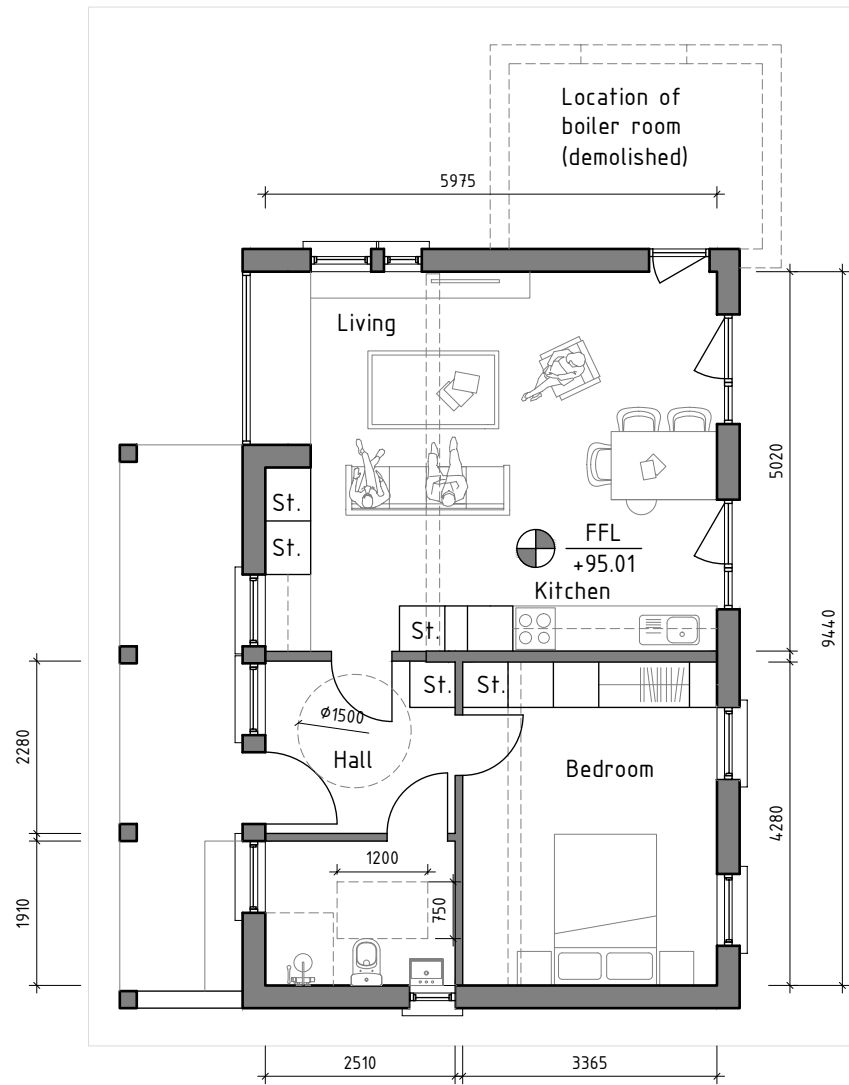 Location of
boiler room
(demolished)
5975
Living
5020
St.
St.
FFL
+95.01
Kitchen
St.
9440
St.
St.
ϕ1500
Hall
Bedroom
2280
4280
1200
750
1910
2510
3365